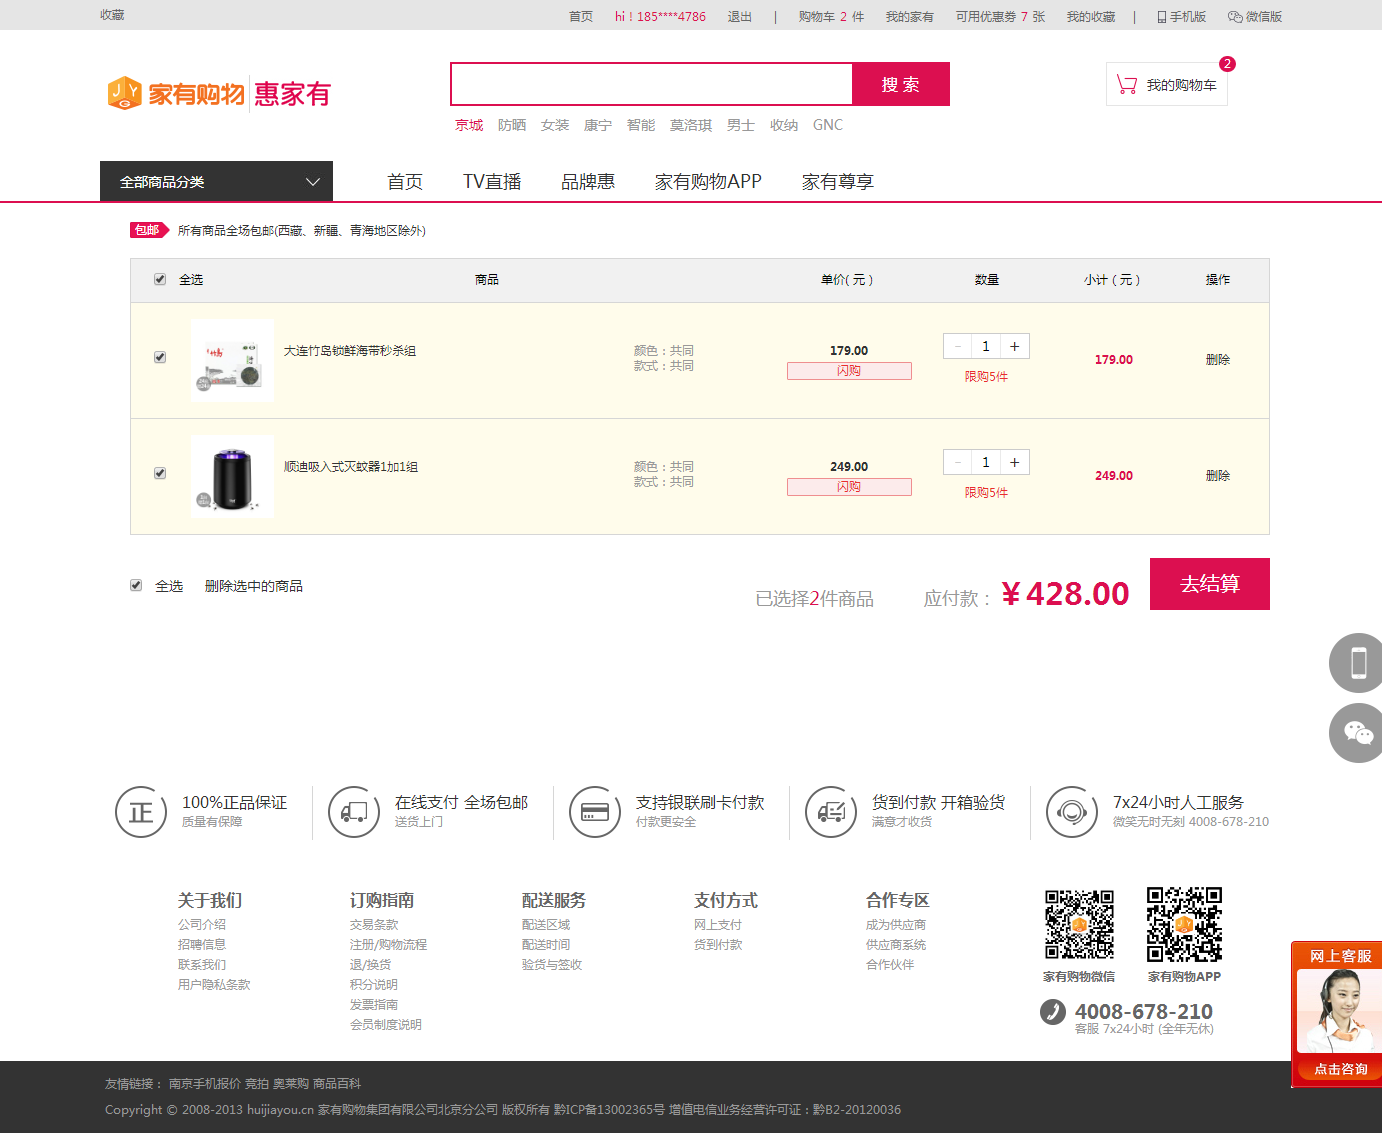 收藏
首页 hi！185****4786 退出 | 购物车 2 件 我的家有 可用优惠券 7 张 我的收藏 | 手机版 微信版
JYG 家有购物 惠家有
搜 索
我的购物车 2
京城 防晒 女装 康宁 智能 莫洛琪 男士 收纳 GNC
全部商品分类 首页 TV直播 品牌惠 家有购物APP 家有尊享
包邮 所有商品全场包邮(西藏、新疆、青海地区除外)
全选 商品 单价( 元 ) 数量 小计 ( 元 ) 操作
大连竹岛锁鲜海带秒杀组 颜色：共同 179.00 - 1 + 179.00 删除
款式：共同 闪购 限购5件
顺迪吸入式灭蚊器1加1组 颜色：共同 249.00 - 1 + 249.00 删除
款式：共同 闪购 限购5件
全选 删除选中的商品 已选择2件商品 应付款： ¥428.00 去结算
正 100%正品保证
质量有保障
在线支付 全场包邮
送货上门
支持银联刷卡付款
付款更安全
货到付款 开箱验货
满意才收货
7x24小时人工服务
微笑无时无刻 4008-678-210
关于我们
公司介绍
招聘信息
联系我们
用户隐私条款
订购指南
交易条款
注册/购物流程
退/换货
积分说明
发票指南
会员制度说明
配送服务
配送区域
配送时间
验货与签收
支付方式
网上支付
货到付款
合作专区
成为供应商
供应商系统
合作伙伴
家有购物微信 家有购物APP
4008-678-210
客服 7x24小时 (全年无休)
网上客服
点击咨询
友情链接： 南京手机报价 竞拍 奥莱购 商品百科
Copyright © 2008-2013 huijiayou.cn 家有购物集团有限公司北京分公司 版权所有 黔ICP备13002365号 增值电信业务经营许可证：黔B2-20120036